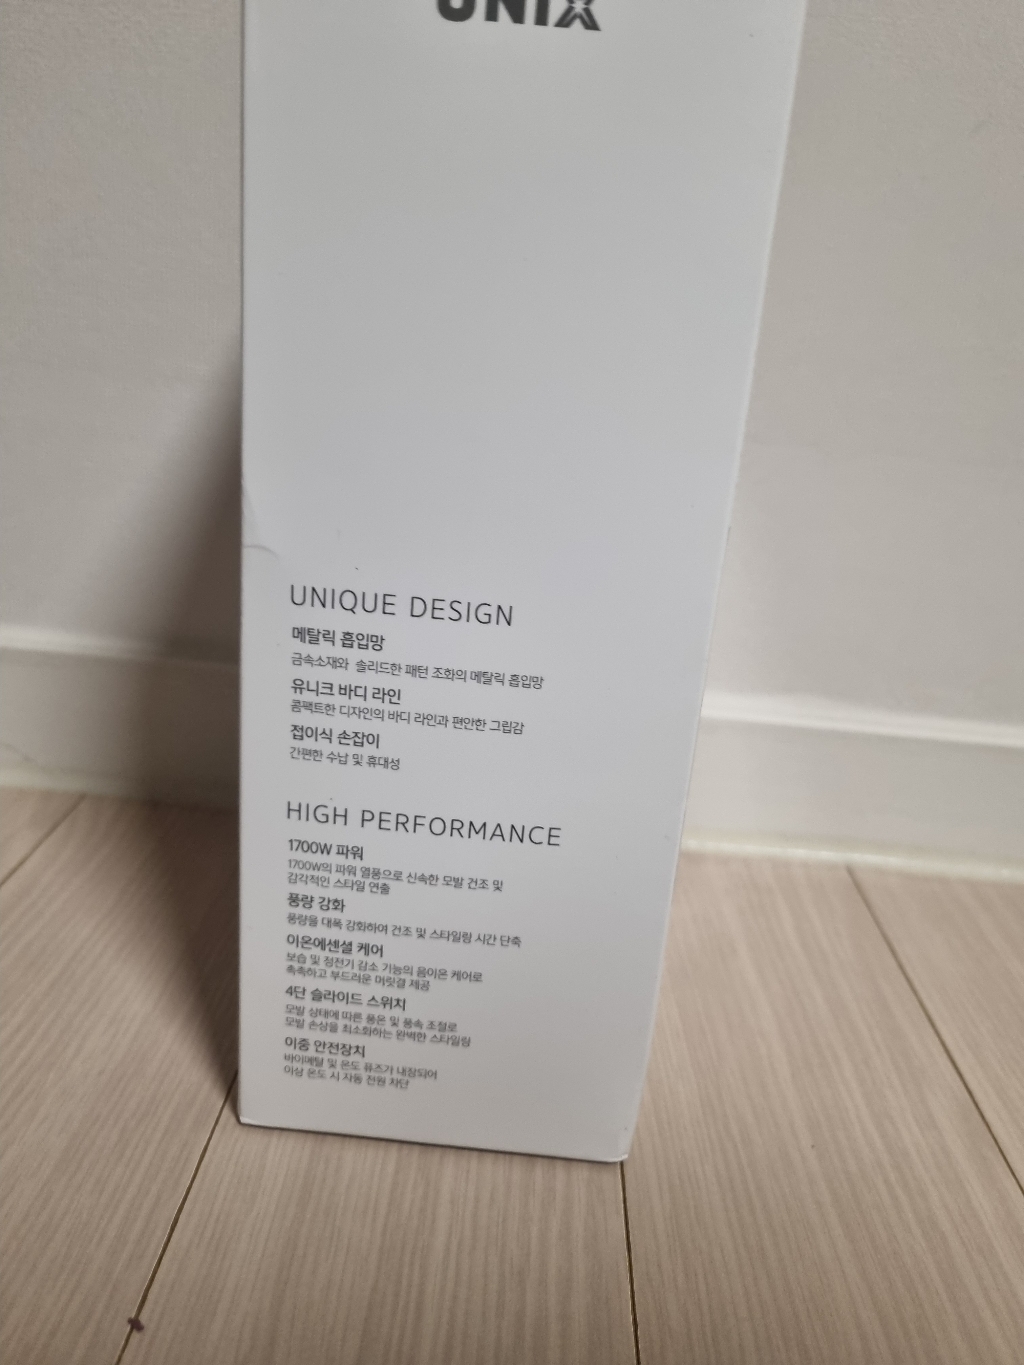 UNIX
UNIQUE DESIGN
메탈릭 흡입망
금속소재와 솔리드한 패턴 조화의 메탈릭 흡입망
유니크 바디 라인
콤팩트한 디자인의 바디 라인과 편안한 그립감
접이식 손잡이
간편한 수납 및 휴대성
HIGH PERFORMANCE
1700W 파워
1700W의 파워 열풍으로 신속한 모발 건조 및
감각적인 스타일 연출
풍량 강화
풍량을 대폭 강화하여 건조 및 스타일링 시간 단축
이온에센셜 케어
보습 및 정전기 감소 기능의 음이온 케어로
촉촉하고 부드러운 머릿결 제공
4단 슬라이드 스위치
모발 상태에 따른 풍온 및 풍속 조절로
모발 손상을 최소화하는 완벽한 스타일링
이중 안전장치
바이메탈 및 온도 퓨즈가 내장되어
이상 온도 시 자동 전원 차단